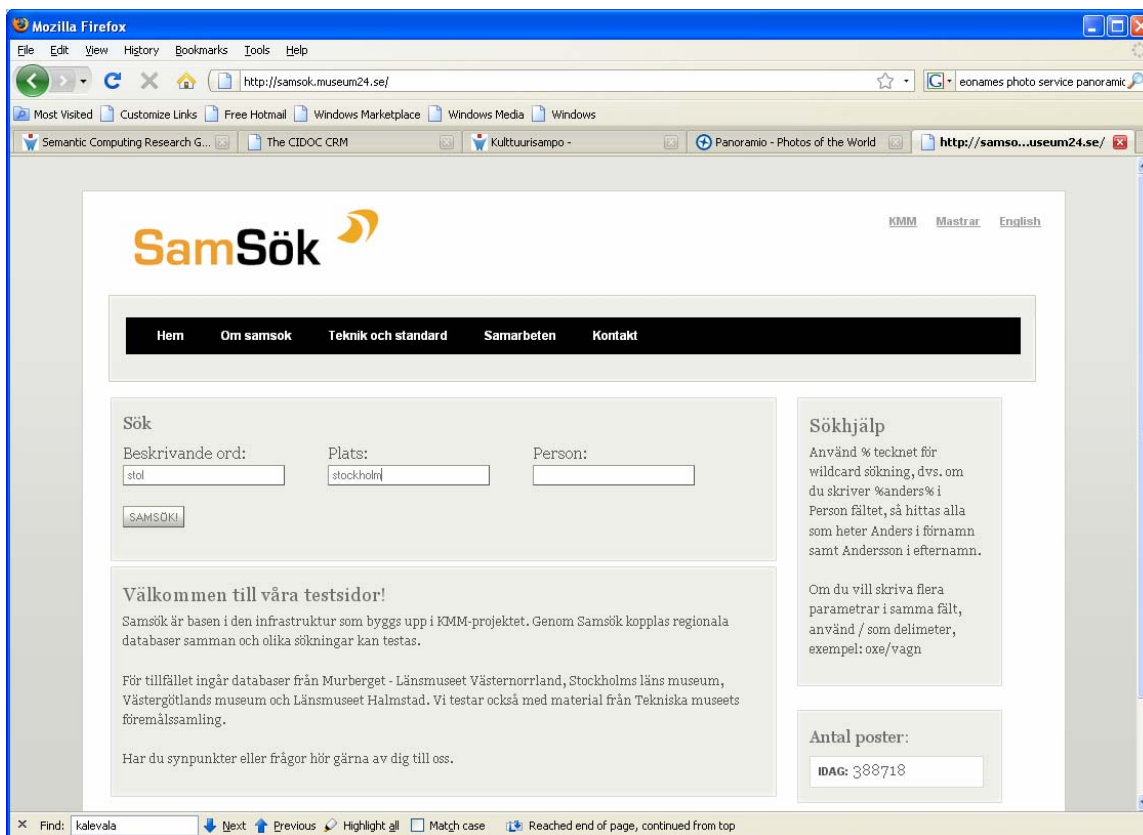 Mozilla Firefox
File Edit View History Bookmarks Tools Help
http://samsok.museum24.se/
G eonames photo service panoramic
Most Visited Customize Links Free Hotmail Windows Marketplace Windows Media Windows
Semantic Computing Research G... The CIDOC CRM Kulttuurisampo - Panoramio - Photos of the World http://samso...useum24.se/
SamSök
KMM Mastrar English
Hem Om samsok Teknik och standard Samarbeten Kontakt
Sök
Beskrivande ord: Plats: Person:
stol stockholm
SAMSÖK!
Välkommen till våra testsidor!
Samsök är basen i den infrastruktur som byggs upp i KMM-projektet. Genom Samsök kopplas regionala
databaser samman och olika sökningar kan testas.
För tillfället ingår databaser från Murberget - Länsmuseet Västernorrland, Stockholms läns museum,
Västergötlands museum och Länsmuseet Halmstad. Vi testar också med material från Tekniska museets
föremålssamling.
Har du synpunkter eller frågor hör gärna av dig till oss.
Sökhjälp
Använd % tecknet för
wildcard sökning, dvs. om
du skriver %anders% i
Person fältet, så hittas alla
som heter Anders i förnamn
samt Andersson i efternamn.
Om du vill skriva flera
parametrar i samma fält,
använd / som delimeter,
exempel: oxe/vagn
Antal poster:
IDAG: 388718
Find: kalevala Next Previous Highlight all Match case Reached end of page, continued from top